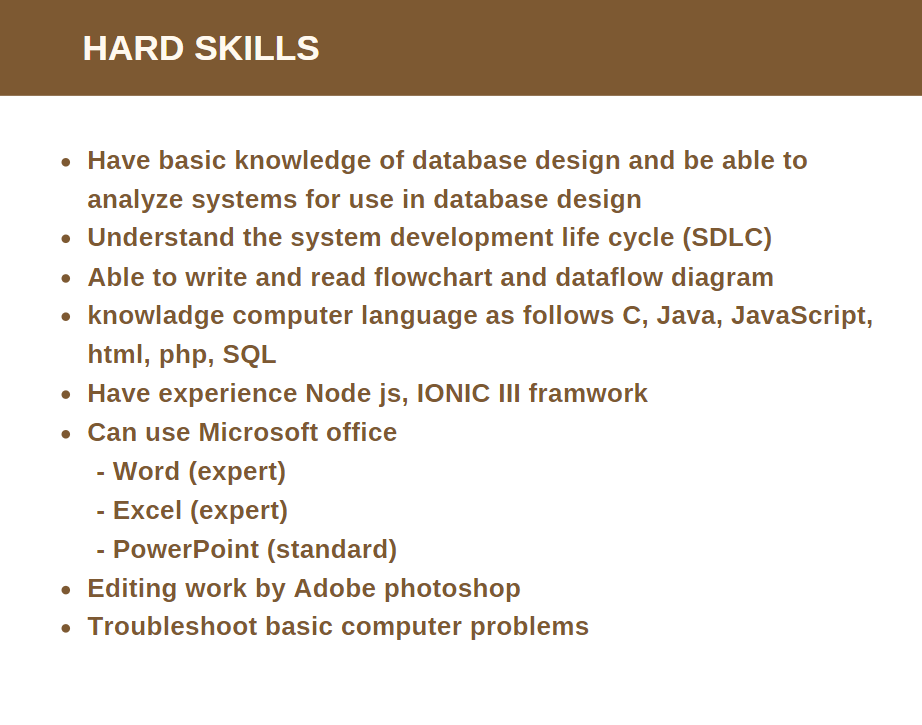 HARD SKILLS
• Have basic knowledge of database design and be able to
analyze systems for use in database design
• Understand the system development life cycle (SDLC)
• Able to write and read flowchart and dataflow diagram
• knowladge computer language as follows C, Java, JavaScript,
html, php, SQL
• Have experience Node js, IONIC III framwork
• Can use Microsoft office
- Word (expert)
- Excel (expert)
- PowerPoint (standard)
• Editing work by Adobe photoshop
• Troubleshoot basic computer problems